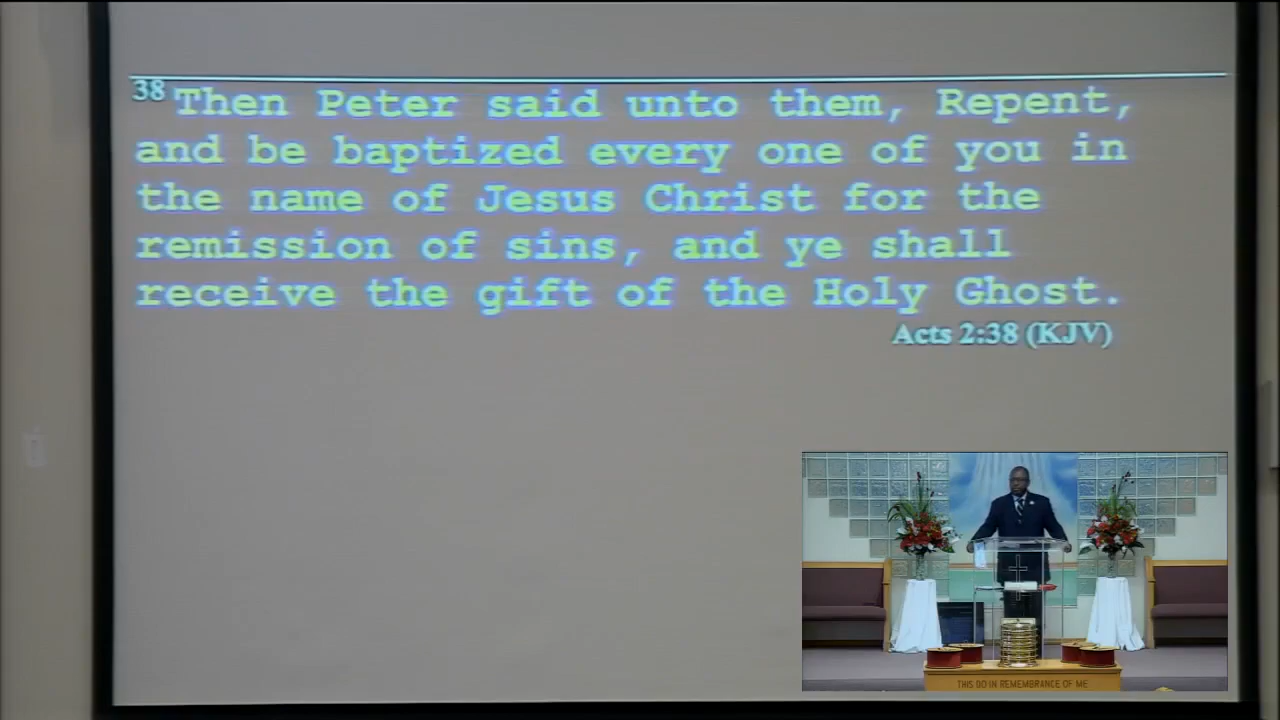 38 Then Peter said unto them, Repent,
and be baptized every one of you in
the name of Jesus Christ for the
remission of sins, and ye shall
receive the gift of the Holy Ghost.
Acts 2:38 (KJV)
THIS DO IN REMEMBRANCE OF ME